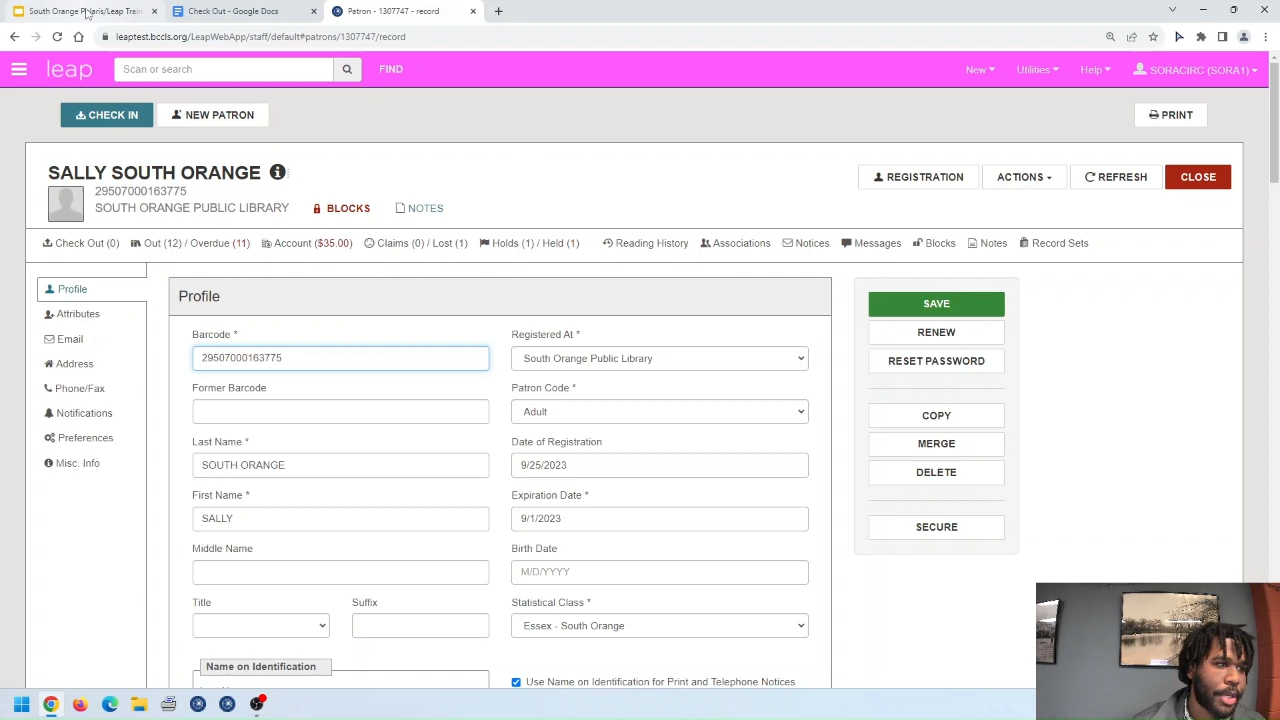 South Orange Polaris/Leap Train
Check Out - Google Docs
Patron - 1307747 - record
leaptest.bccls.org/LeapWebApp/staff/default#patrons/1307747/record
leap
Scan or search
FIND
New
Utilities
Help
SORACIRC (SORA1)
CHECK IN
NEW PATRON
PRINT
SALLY SOUTH ORANGE
29507000163775
SOUTH ORANGE PUBLIC LIBRARY
BLOCKS
NOTES
REGISTRATION
ACTIONS
REFRESH
CLOSE
Check Out (0)
Out (12) / Overdue (11)
Account ($35.00)
Claims (0) / Lost (1)
Holds (1) / Held (1)
Reading History
Associations
Notices
Messages
Blocks
Notes
Record Sets
Profile
Attributes
Email
Address
Phone/Fax
Notifications
Preferences
Misc. Info
Profile
Barcode *
29507000163775
Former Barcode
Last Name *
SOUTH ORANGE
First Name *
SALLY
Middle Name
Title
Suffix
Name on Identification
Registered At *
South Orange Public Library
Patron Code *
Adult
Date of Registration
9/25/2023
Expiration Date *
9/1/2023
Birth Date
M/D/YYYY
Statistical Class *
Essex - South Orange
Use Name on Identification for Print and Telephone Notices
SAVE
RENEW
RESET PASSWORD
COPY
MERGE
DELETE
SECURE